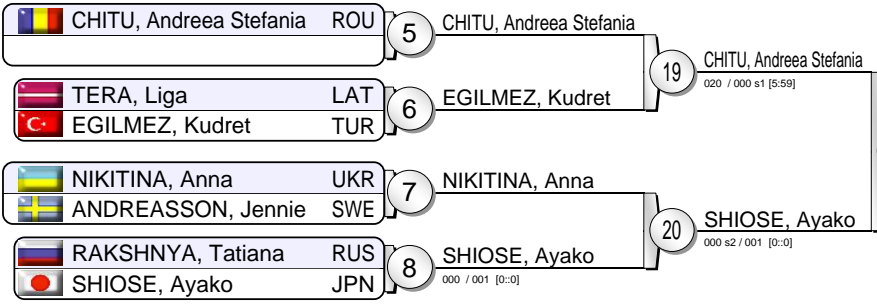 CHITU, Andreea Stefania ROU
5
CHITU, Andreea Stefania
19
CHITU, Andreea Stefania
020 / 000 s1 [5:59]
TERA, Liga LAT
EGILMEZ, Kudret TUR
6
EGILMEZ, Kudret
NIKITINA, Anna UKR
ANDREASSON, Jennie SWE
7
NIKITINA, Anna
20
SHIOSE, Ayako
000 s2 / 001 [0::0]
RAKSHNYA, Tatiana RUS
SHIOSE, Ayako JPN
8
SHIOSE, Ayako
000 / 001 [0::0]